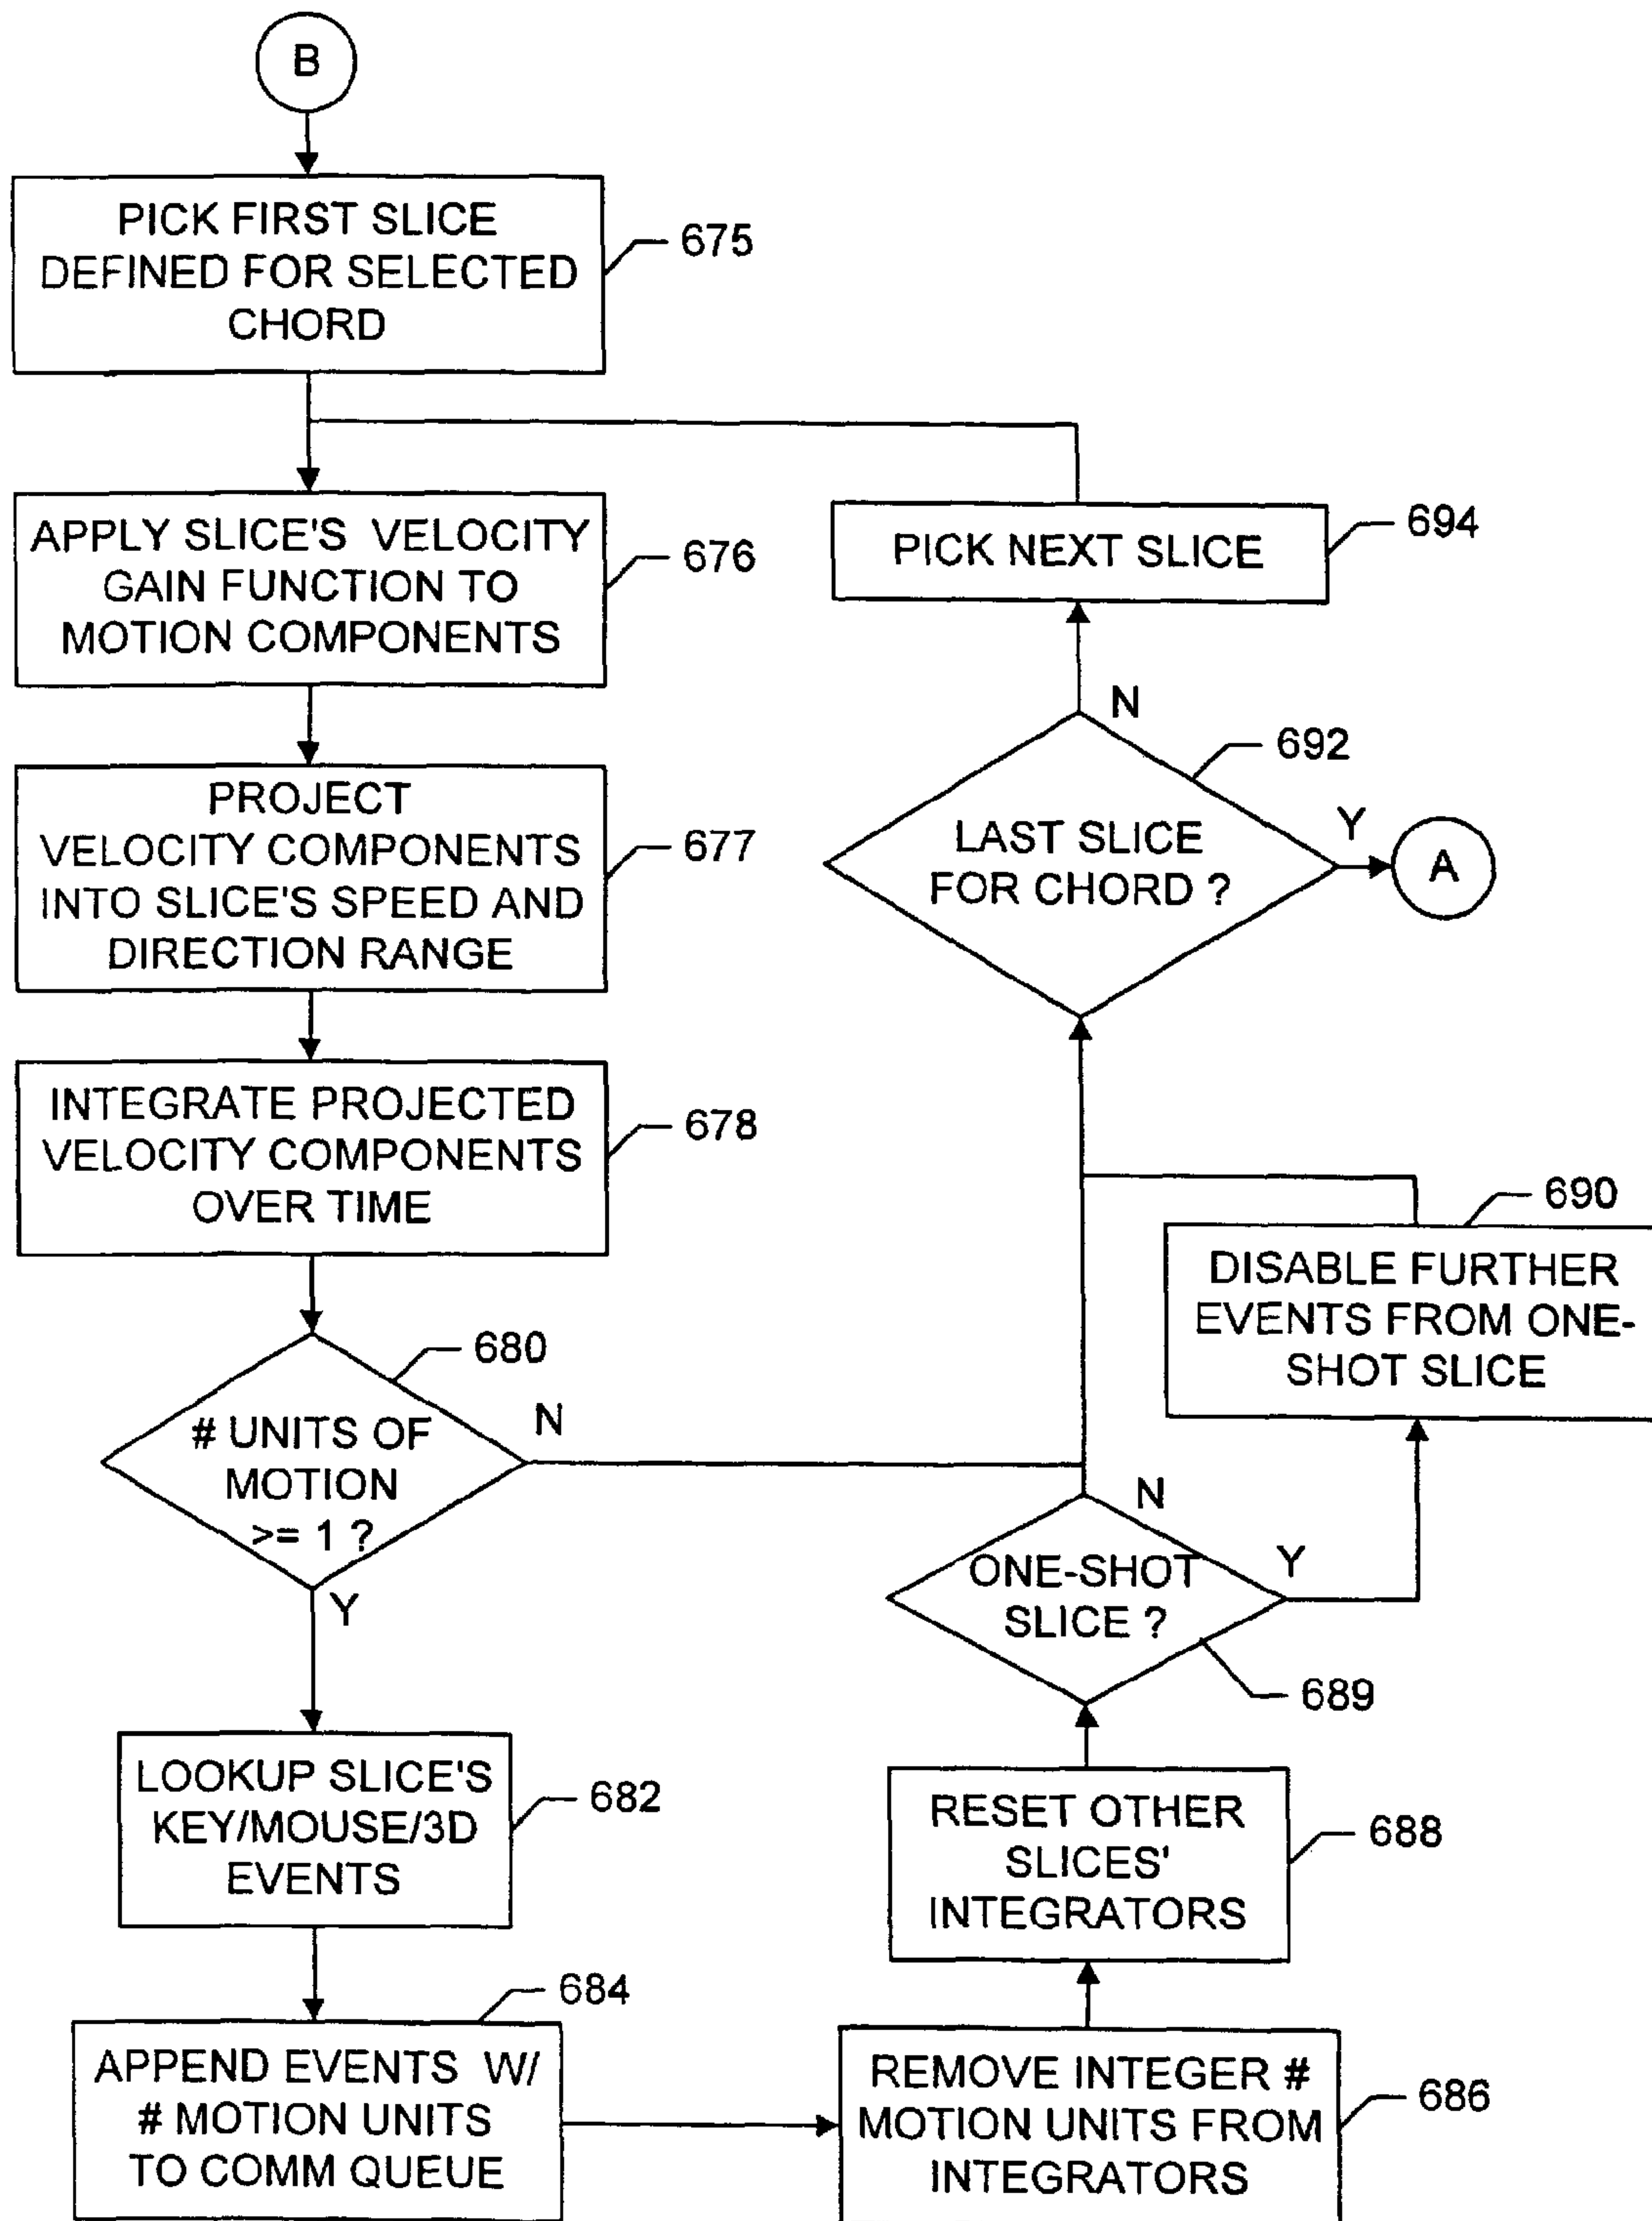 B
PICK FIRST SLICE
DEFINED FOR SELECTED
CHORD
675
APPLY SLICE'S VELOCITY
GAIN FUNCTION TO
MOTION COMPONENTS
676
PROJECT
VELOCITY COMPONENTS
INTO SLICE'S SPEED AND
DIRECTION RANGE
677
INTEGRATE PROJECTED
VELOCITY COMPONENTS
OVER TIME
678
# UNITS OF
MOTION
>= 1 ?
680
N
Y
LOOKUP SLICE'S
KEY/MOUSE/3D
EVENTS
682
APPEND EVENTS W/
# MOTION UNITS
TO COMM QUEUE
684
REMOVE INTEGER #
MOTION UNITS FROM
INTEGRATORS
686
RESET OTHER
SLICES'
INTEGRATORS
688
ONE-SHOT
SLICE ?
689
N
Y
DISABLE FURTHER
EVENTS FROM ONE-
SHOT SLICE
690
LAST SLICE
FOR CHORD ?
692
N
Y
A
PICK NEXT SLICE
694